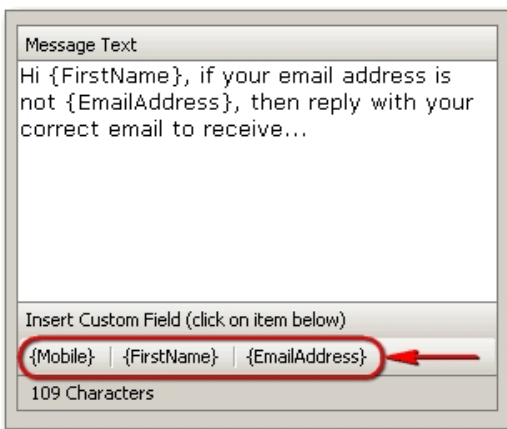 Message Text
Hi {FirstName}, if your email address is
not {EmailAddress}, then reply with your
correct email to receive...
Insert Custom Field (click on item below)
{Mobile} | {FirstName} | {EmailAddress}
109 Characters